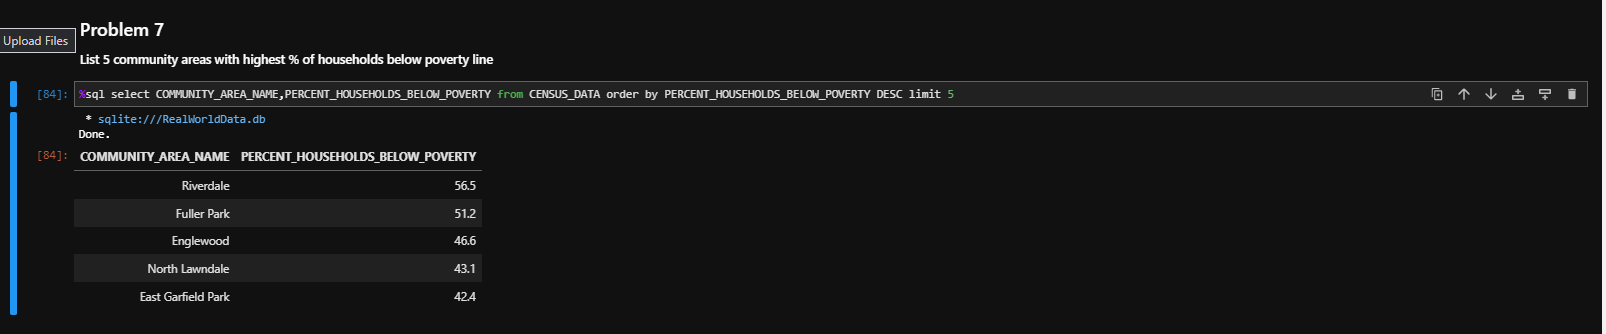 Problem 7
Upload Files
List 5 community areas with highest % of households below poverty line
[84]: %sql select COMMUNITY_AREA_NAME,PERCENT_HOUSEHOLDS_BELOW_POVERTY from CENSUS_DATA order by PERCENT_HOUSEHOLDS_BELOW_POVERTY DESC limit 5
* sqlite:///RealWorldData.db
Done.
[84]: COMMUNITY_AREA_NAME PERCENT_HOUSEHOLDS_BELOW_POVERTY
Riverdale 56.5
Fuller Park 51.2
Englewood 46.6
North Lawndale 43.1
East Garfield Park 42.4